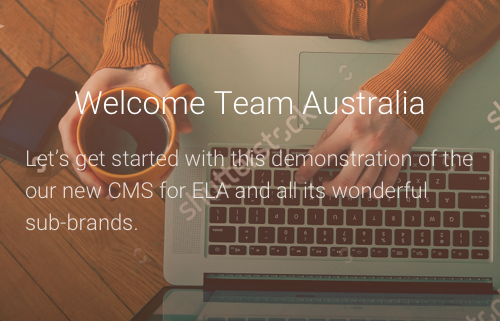 Welcome Team Australia
Let's get started with this demonstration of the
our new CMS for ELA and all its wonderful
sub-brands.
shutterstock